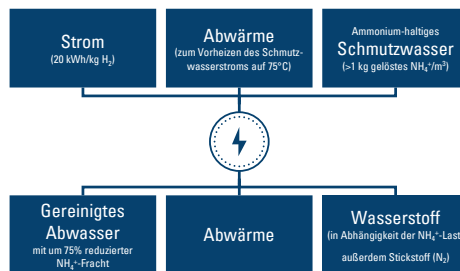 Strom
(20 kWh/kg H₂)
Abwärme
(zum Vorheizen des Schmutz-
wasserstroms auf 75°C)
Ammonium-haltiges
Schmutzwasser
(>1 kg gelöstes NH₄⁺/m³)
Gereinigtes
Abwasser
mit um 75% reduzierter
NH₄⁺-Fracht
Abwärme
Wasserstoff
(in Abhängigkeit der NH₄⁺-Last
außerdem Stickstoff (N₂)